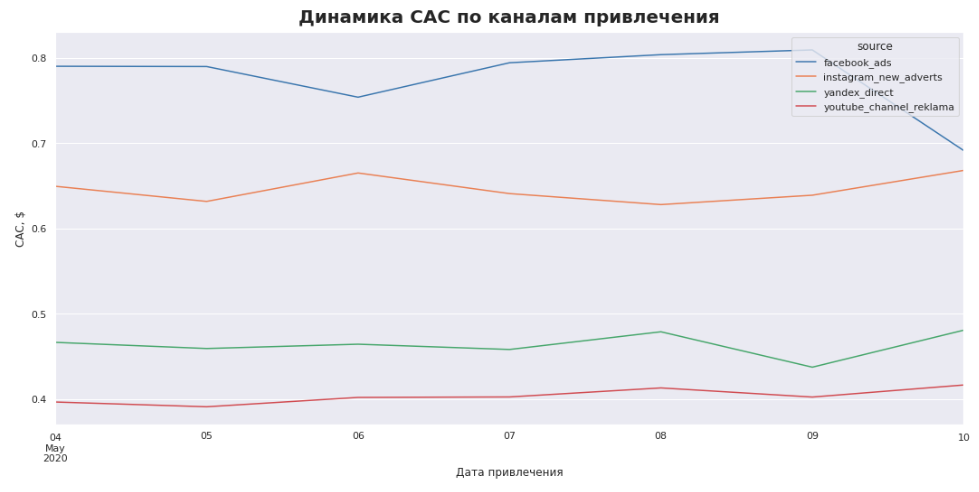 Динамика CAC по каналам привлечения
source
facebook_ads
instagram_new_adverts
yandex_direct
youtube_channel_reklama
CAC, $
0.8
0.7
0.6
0.5
0.4
04 05 06 07 08 09 10
May
2020
Дата привлечения